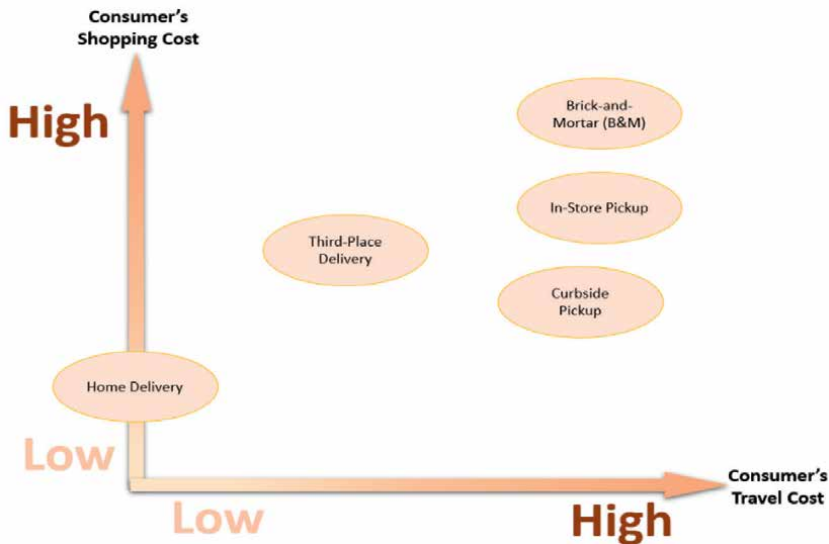 Consumer's
Shopping Cost
High
Brick-and-
Mortar (B&M)
In-Store Pickup
Third-Place
Delivery
Curbside
Pickup
Home Delivery
Low
Consumer's
Travel Cost
Low
High